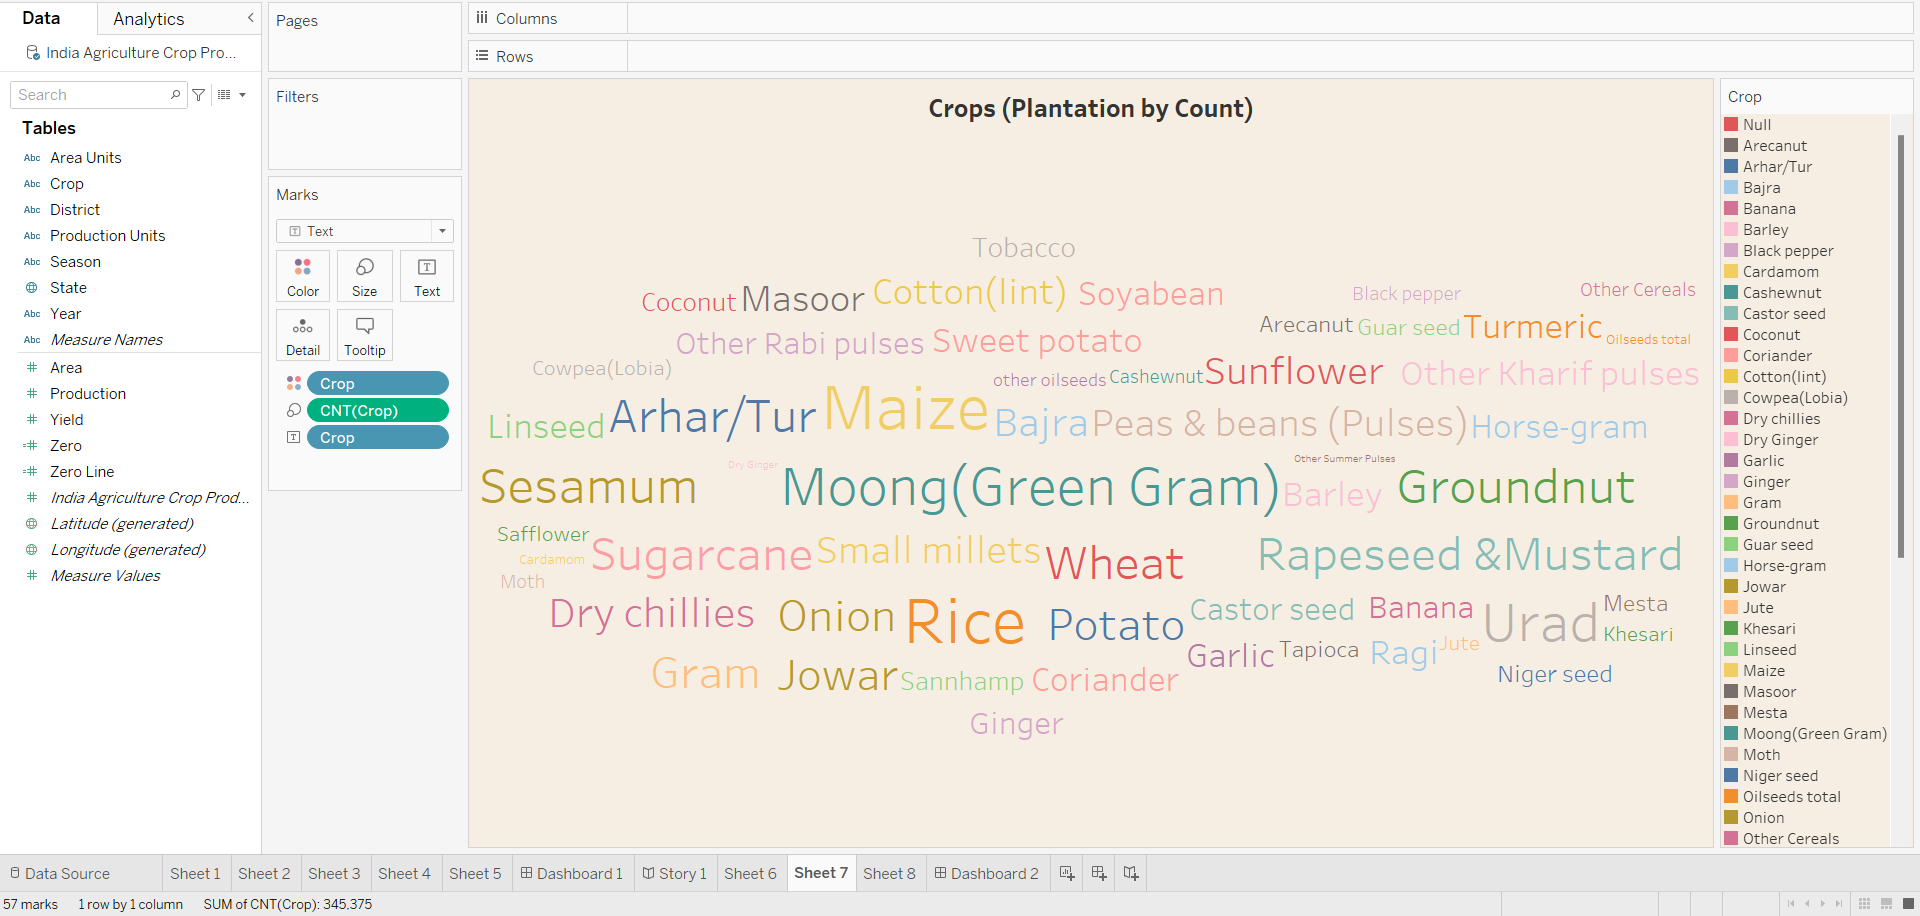 Data
Analytics
India Agriculture Crop Pro...
Search
Tables
Abc Area Units
Abc Crop
Abc District
Abc Production Units
Abc Season
State
Abc Year
Abc Measure Names
# Area
# Production
# Yield
=# Zero
=# Zero Line
# India Agriculture Crop Prod...
Latitude (generated)
Longitude (generated)
# Measure Values
Pages
Filters
Marks
T Text
Color
Size
T Text
Detail
Tooltip
Crop
CNT(Crop)
T Crop
Columns
Rows
Crops (Plantation by Count)
Tobacco
Coconut Masoor Cotton(lint) Soyabean Black pepper Other Cereals
Other Rabi pulses Sweet potato Arecanut Guar seed Turmeric Oilseeds total
Cowpea(Lobia) other oilseeds Cashewnut Sunflower Other Kharif pulses
Linseed Arhar/Tur Maize Bajra Peas & beans (Pulses) Horse-gram
Sesamum Dry Ginger Moong(Green Gram) Other Summer Pulses Barley Groundnut
Safflower
Cardamom Sugarcane Small millets Wheat Rapeseed &Mustard
Moth
Dry chillies Onion Rice Potato Castor seed Banana Urad Mesta
Khesari
Garlic Tapioca Ragi Jute
Gram Jowar Sannhamp Coriander Niger seed
Ginger
Crop
Null
Arecanut
Arhar/Tur
Bajra
Banana
Barley
Black pepper
Cardamom
Cashewnut
Castor seed
Coconut
Coriander
Cotton(lint)
Cowpea(Lobia)
Dry chillies
Dry Ginger
Garlic
Ginger
Gram
Groundnut
Guar seed
Horse-gram
Jowar
Jute
Khesari
Linseed
Maize
Masoor
Mesta
Moong(Green Gram)
Moth
Niger seed
Oilseeds total
Onion
Other Cereals
Data Source Sheet 1 Sheet 2 Sheet 3 Sheet 4 Sheet 5 Dashboard 1 Story 1 Sheet 6 Sheet 7 Sheet 8 Dashboard 2
57 marks 1 row by 1 column SUM of CNT(Crop): 345,375